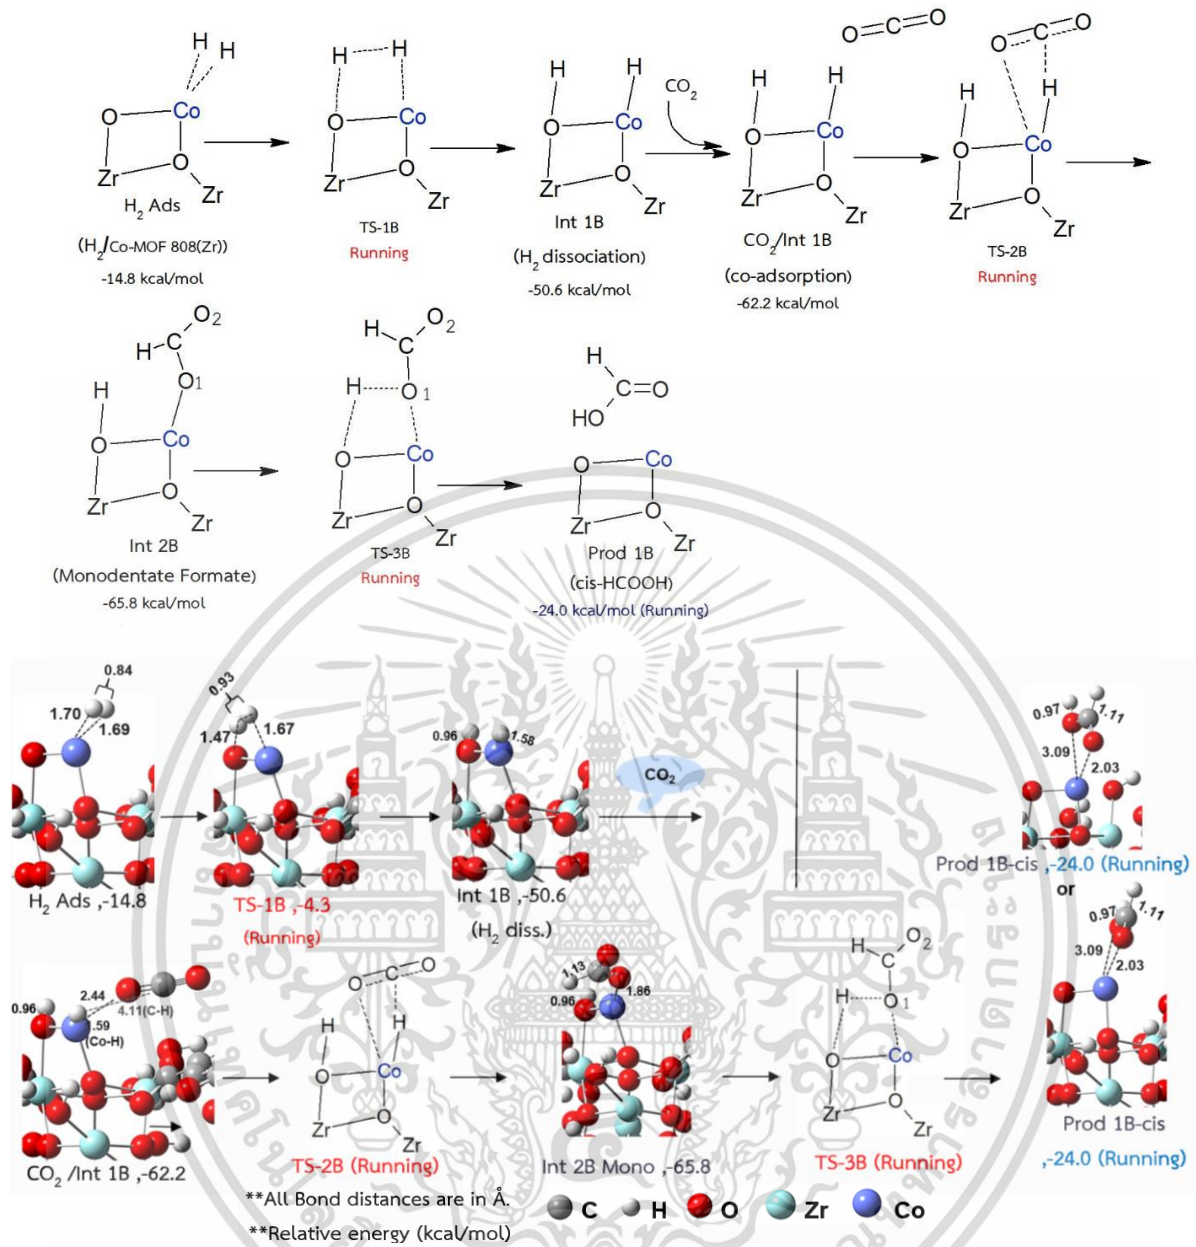 H H O Co O Zr Zr
H₂ Ads
(H₂/Co-MOF 808(Zr))
-14.8 kcal/mol
H H O Co O Zr Zr
TS-1B
Running
H H O Co O Zr Zr
Int 1B
(H₂ dissociation)
-50.6 kcal/mol
CO₂
O C O H H O Co O Zr Zr
CO₂/Int 1B
(co-adsorption)
-62.2 kcal/mol
O C O H H O Co O Zr Zr
TS-2B
Running
O₂ H C O1 H O Co O Zr Zr
Int 2B
(Monodentate Formate)
-65.8 kcal/mol
O₂ H C O 1 H O Co O Zr Zr
TS-3B
Running
H C O HO O Co O Zr Zr
Prod 1B
(cis-HCOOH)
-24.0 kcal/mol (Running)
0.84
1.70
1.69
H₂ Ads ,-14.8
0.93
1.47
1.67
TS-1B ,-4.3
(Running)
0.96
1.58
Int 1B ,-50.6
(H₂ diss.)
CO₂
0.97
1.11
3.09
2.03
Prod 1B-cis ,-24.0 (Running)
or
0.96
2.44
4.11(C-H)
.59
(Co-H)
CO₂ /Int 1B ,-62.2
O C O H H O Co O Zr Zr
TS-2B (Running)
1.13
0.96
1.86
Int 2B Mono ,-65.8
O₂ H C H O 1 O Co O Zr Zr
TS-3B (Running)
0.97
1.11
3.09
2.03
Prod 1B-cis
,-24.0 (Running)
**All Bond distances are in Å.
C H O Zr Co
**Relative energy (kcal/mol)